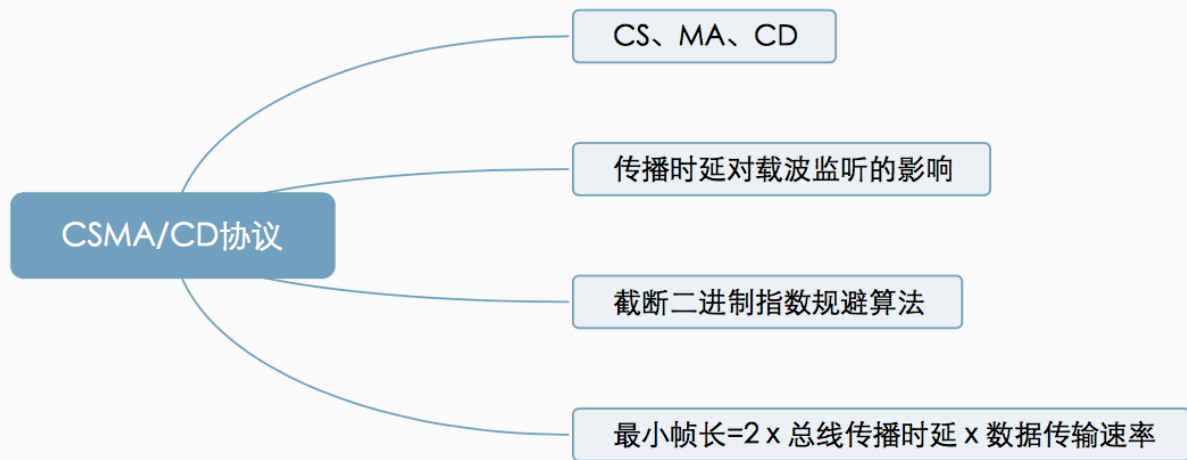 CS、MA、CD
传播时延对载波监听的影响
CSMA/CD协议
截断二进制指数规避算法
最小帧长=2 x 总线传播时延 x 数据传输速率